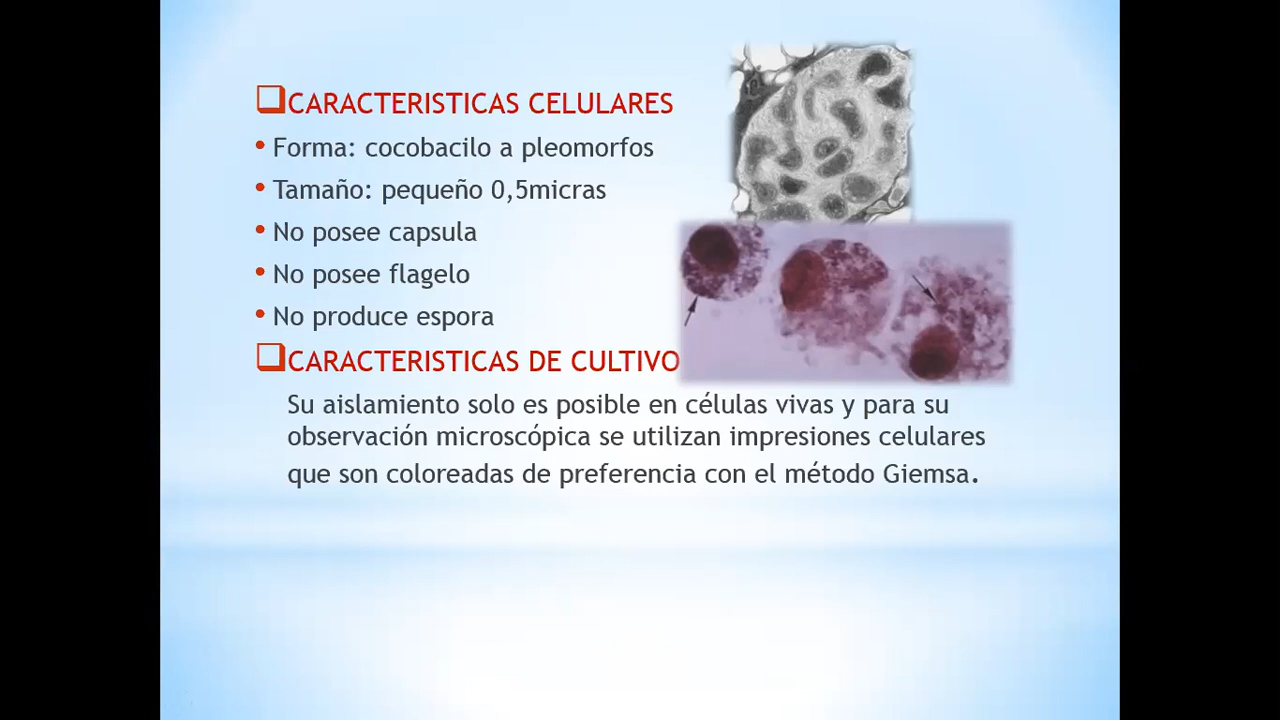 CARACTERISTICAS CELULARES
• Forma: cocobacilo a pleomorfos
• Tamaño: pequeño 0,5micras
• No posee capsula
• No posee flagelo
• No produce espora
CARACTERISTICAS DE CULTIVO
Su aislamiento solo es posible en células vivas y para su
observación microscópica se utilizan impresiones celulares
que son coloreadas de preferencia con el método Giemsa.